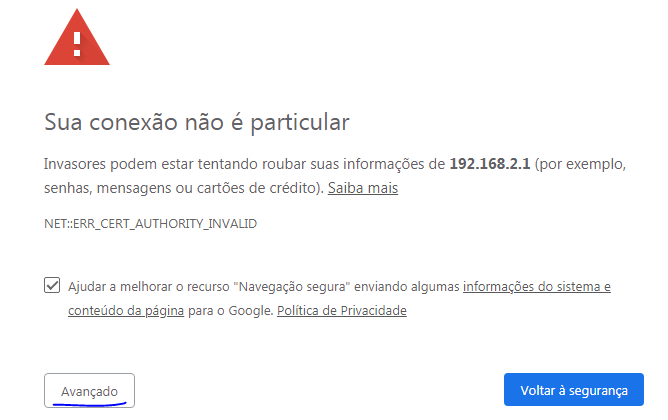 Sua conexão não é particular
Invasores podem estar tentando roubar suas informações de 192.168.2.1 (por exemplo,
senhas, mensagens ou cartões de crédito). Saiba mais
NET::ERR_CERT_AUTHORITY_INVALID
Ajudar a melhorar o recurso "Navegação segura" enviando algumas informações do sistema e
conteúdo da página para o Google. Política de Privacidade
Avançado
Voltar à segurança